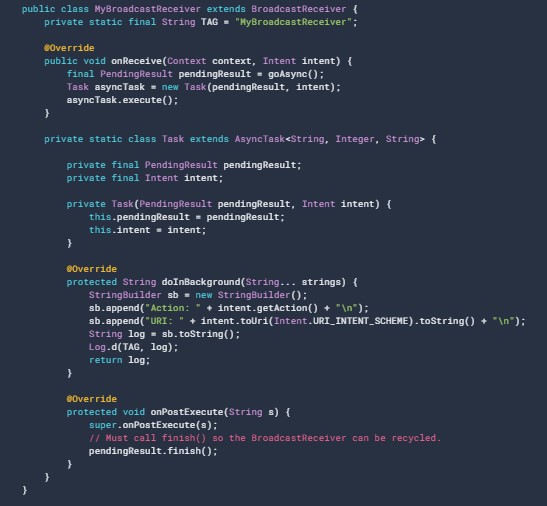 public class MyBroadcastReceiver extends BroadcastReceiver {
    private static final String TAG = "MyBroadcastReceiver";

    @Override
    public void onReceive(Context context, Intent intent) {
        final PendingResult pendingResult = goAsync();
        Task asyncTask = new Task(pendingResult, intent);
        asyncTask.execute();
    }

    private static class Task extends AsyncTask<String, Integer, String> {

        private final PendingResult pendingResult;
        private final Intent intent;

        private Task(PendingResult pendingResult, Intent intent) {
            this.pendingResult = pendingResult;
            this.intent = intent;
        }

        @Override
        protected String doInBackground(String... strings) {
            StringBuilder sb = new StringBuilder();
            sb.append("Action: " + intent.getAction() + "\n");
            sb.append("URI: " + intent.toUri(Intent.URI_INTENT_SCHEME).toString() + "\n");
            String log = sb.toString();
            Log.d(TAG, log);
            return log;
        }

        @Override
        protected void onPostExecute(String s) {
            super.onPostExecute(s);
            // Must call finish() so the BroadcastReceiver can be recycled.
            pendingResult.finish();
        }
    }
}